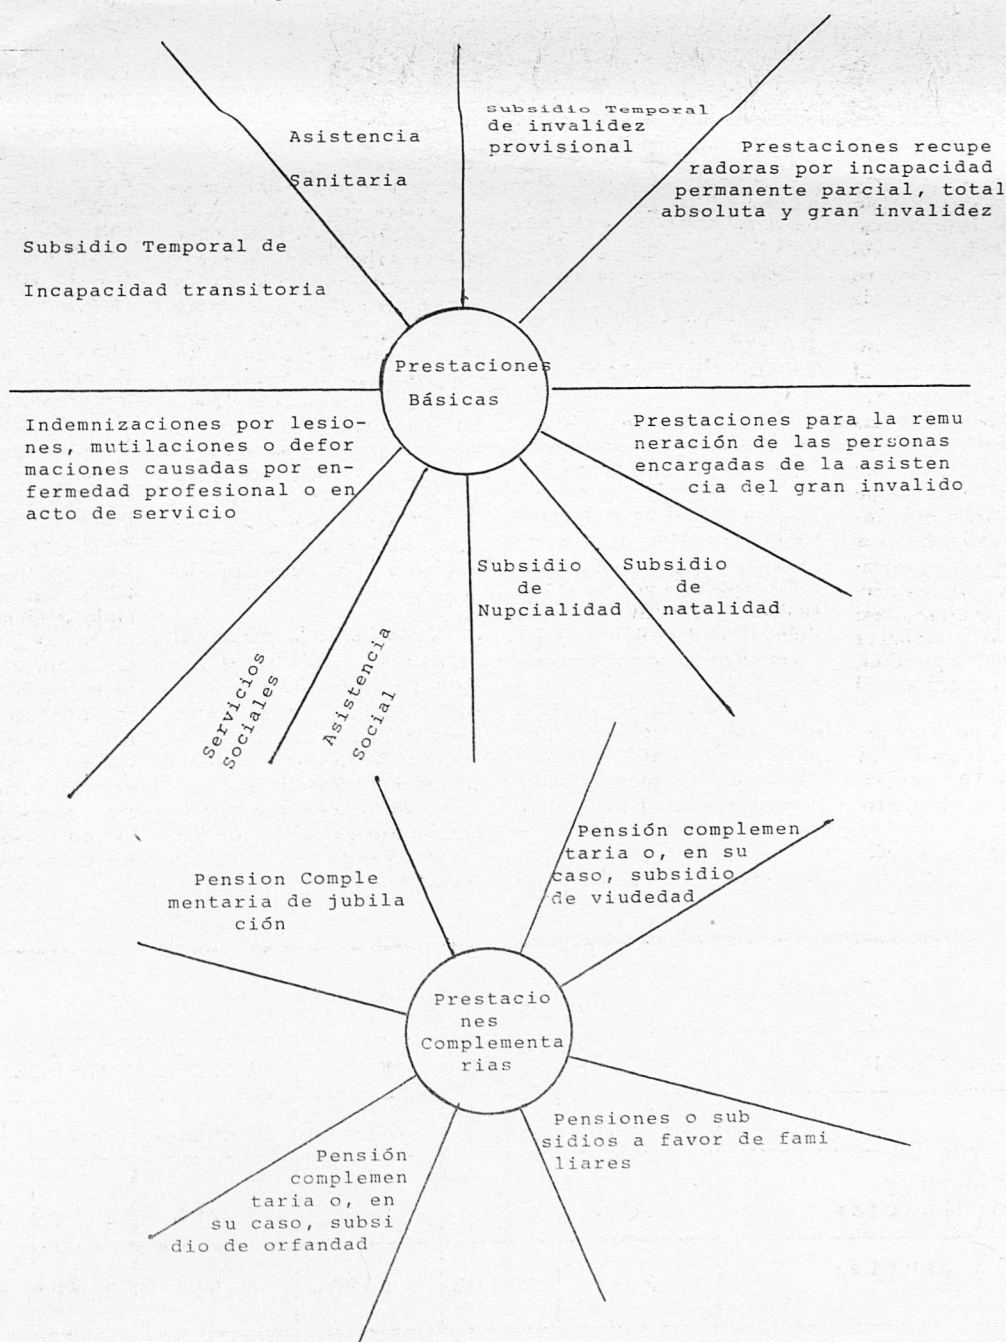 Asistencia
Sanitaria
Subsidio Temporal
de invalidez
provisional
Prestaciones recupe
radoras por incapacidad
permanente parcial, total
absoluta y gran invalidez
Subsidio Temporal de
Incapacidad transitoria
Prestaciones
Básicas
Indemnizaciones por lesio-
nes, mutilaciones o defor
maciones causadas por en-
fermedad profesional o en
acto de servicio
Prestaciones para la remu
neración de las personas
encargadas de la asisten
cia del gran invalido
Subsidio
de
Nupcialidad
Subsidio
de
natalidad
Servicios
Sociales
Asistencia
Social
Pensión complemen
taria o, en su
caso, subsidio
de viudedad
Pension Comple
mentaria de jubila
ción
Prestacio
nes
Complementa
rias
Pensiones o sub
sidios a favor de fami
liares
Pensión
complemen
taria o, en
su caso, subsi
dio de orfandad